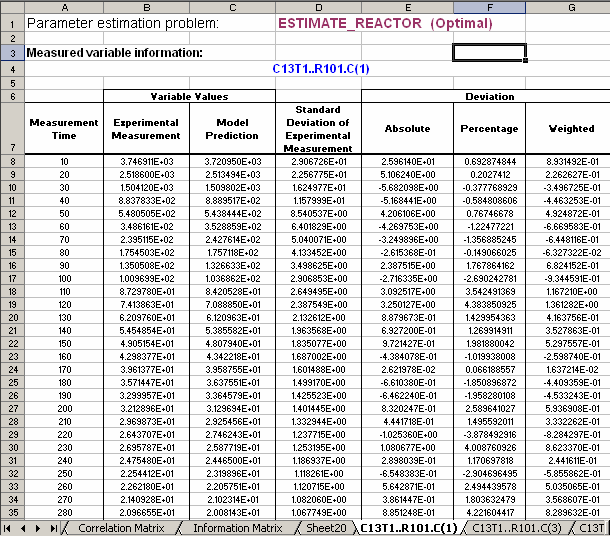 A B C D E F G
1 Parameter estimation problem: ESTIMATE_REACTOR (Optimal)
2
3 Measured variable information:
4 C13T1..R101.C(1)
5
6 Variable Values Deviation
7 Measurement Time Experimental Measurement Model Prediction Standard Deviation of Experimental Measurement Absolute Percentage Weighted
8 10 3.746911E+03 3.720950E+03 2.906726E+01 2.596140E+01 0.692874844 8.931492E-01
9 20 2.518600E+03 2.513494E+03 2.256775E+01 5.106240E+00 0.2027412 2.262627E-01
10 30 1.504120E+03 1.509802E+03 1.624977E+01 -5.682098E+00 -0.377768929 -3.496725E-01
11 40 8.837833E+02 8.889517E+02 1.157999E+01 -5.168441E+00 -0.584808606 -4.463253E-01
12 50 5.480505E+02 5.438444E+02 8.540537E+00 4.206106E+00 0.76746678 4.924872E-01
13 60 3.486161E+02 3.528859E+02 6.401829E+00 -4.269753E+00 -1.22477221 -6.669583E-01
14 70 2.395115E+02 2.427614E+02 5.040071E+00 -3.249896E+00 -1.356885245 -6.448116E-01
15 80 1.754503E+02 1.757118E+02 4.133452E+00 -2.615368E-01 -0.149066025 -6.327322E-02
16 90 1.350508E+02 1.326633E+02 3.498625E+00 2.387515E+00 1.767864162 6.824152E-01
17 100 1.009699E+02 1.036862E+02 2.906853E+00 -2.716335E+00 -2.690242781 -9.344591E-01
18 110 8.729780E+01 8.420528E+01 2.649495E+00 3.092517E+00 3.542491369 1.167210E+00
19 120 7.413863E+01 7.088850E+01 2.387549E+00 3.250127E+00 4.383850925 1.361282E+00
20 130 6.209760E+01 6.120963E+01 2.132612E+00 8.879673E-01 1.429954363 4.163756E-01
21 140 5.454854E+01 5.385582E+01 1.963568E+00 6.927200E-01 1.269914911 3.527863E-01
22 150 4.905154E+01 4.807940E+01 1.835077E+00 9.721427E-01 1.981880042 5.297557E-01
23 160 4.298377E+01 4.342218E+01 1.687002E+00 -4.384078E-01 -1.019938008 -2.598740E-01
24 170 3.961377E+01 3.958755E+01 1.601488E+00 2.621978E-02 0.066188557 1.637214E-02
25 180 3.571447E+01 3.637551E+01 1.499170E+00 -6.610380E-01 -1.850896872 -4.409359E-01
26 190 3.299957E+01 3.364579E+01 1.425523E+00 -6.462240E-01 -1.958280108 -4.533243E-01
27 200 3.212896E+01 3.129694E+01 1.401445E+00 8.320247E-01 2.589641027 5.936908E-01
28 210 2.969873E+01 2.925456E+01 1.332944E+00 4.441718E-01 1.495592011 3.332262E-01
29 220 2.643707E+01 2.746243E+01 1.237715E+00 -1.025360E+00 -3.878492916 -8.284297E-01
30 230 2.695787E+01 2.587719E+01 1.253195E+00 1.080677E+00 4.008760926 8.623370E-01
31 240 2.475480E+01 2.446500E+01 1.186937E+00 2.898039E-01 1.170697818 2.441611E-01
32 250 2.254412E+01 2.319896E+01 1.118261E+00 -6.548383E-01 -2.904696495 -5.855862E-01
33 260 2.262180E+01 2.205751E+01 1.120715E+00 5.642871E-01 2.494439578 5.035065E-01
34 270 2.140928E+01 2.102314E+01 1.082060E+00 3.861447E-01 1.803632479 3.568607E-01
35 280 2.096655E+01 2.008143E+01 1.067749E+00 8.851248E-01 4.221604417 8.289632E-01
Correlation Matrix Information Matrix Sheet20 C13T1..R101.C(1) C13T1..R101.C(3) C13T